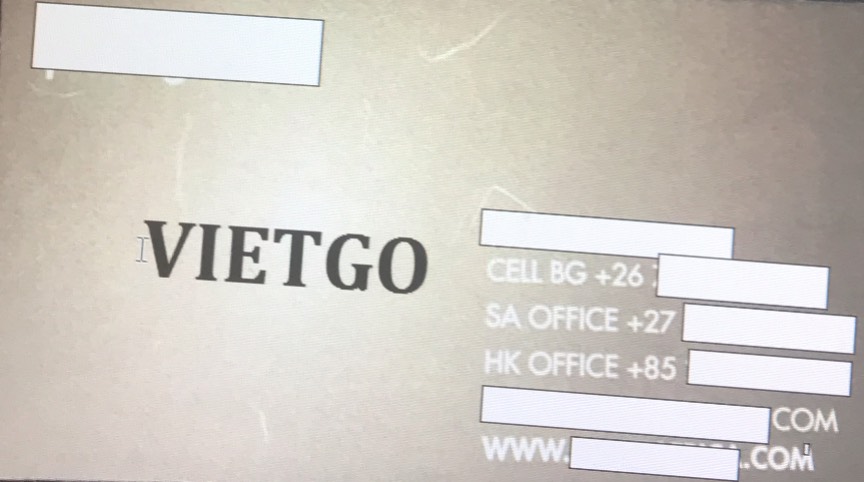 VIETGO
CELL BG +26
SA OFFICE +27
HK OFFICE +85
COM
WWW. .COM